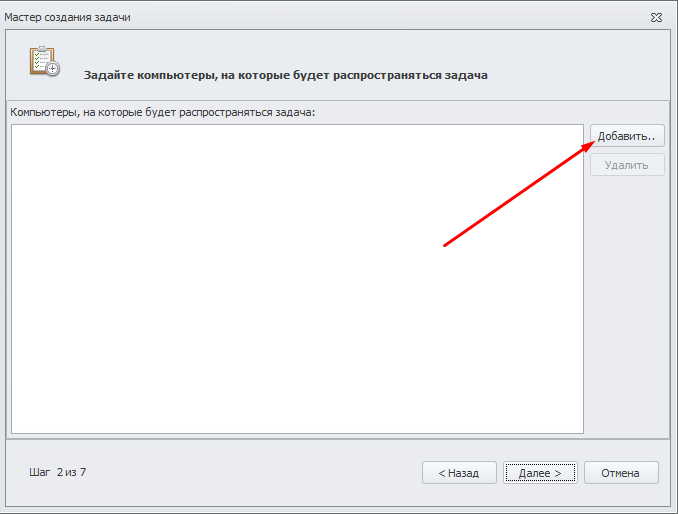 Мастер создания задачи
Задайте компьютеры, на которые будет распространяться задача
Компьютеры, на которые будет распространяться задача:
Добавить..
Удалить
Шаг 2 из 7
< Назад
Далее >
Отмена